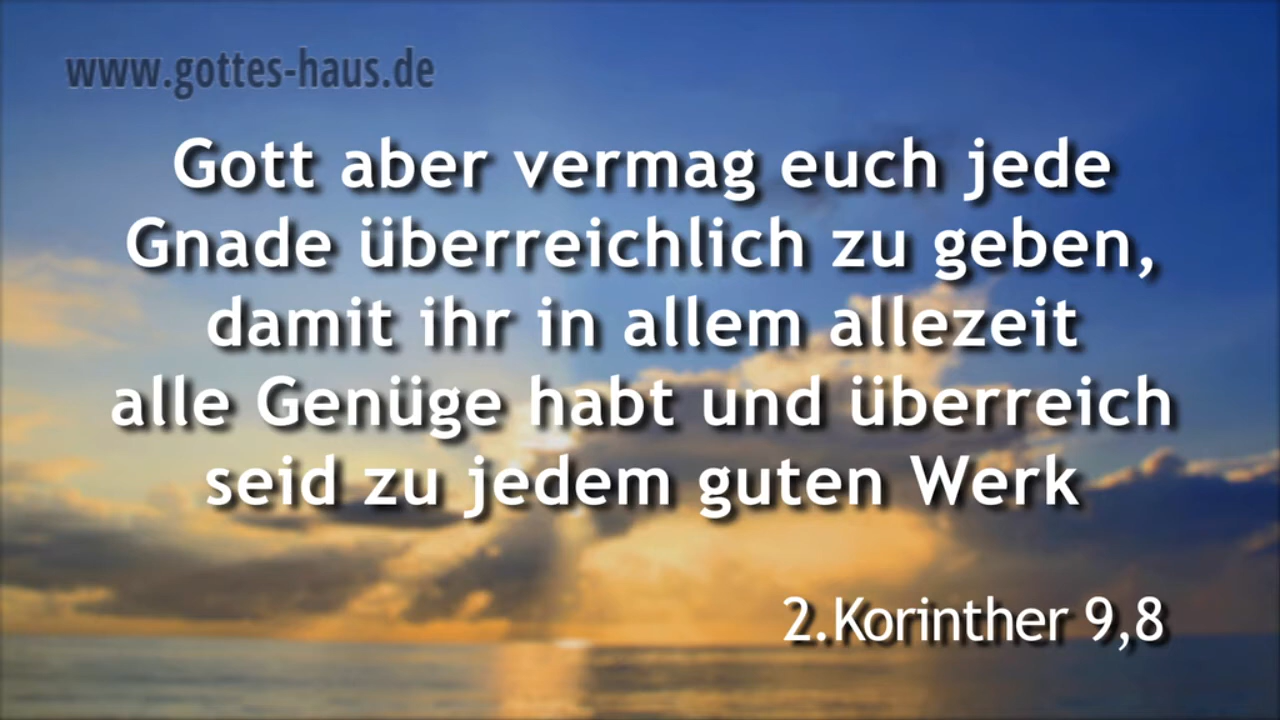 www.gottes-haus.de
Gott aber vermag euch jede
Gnade überreichlich zu geben,
damit ihr in allem allezeit
alle Genüge habt und überreich
seid zu jedem guten Werk
2.Korinther 9,8